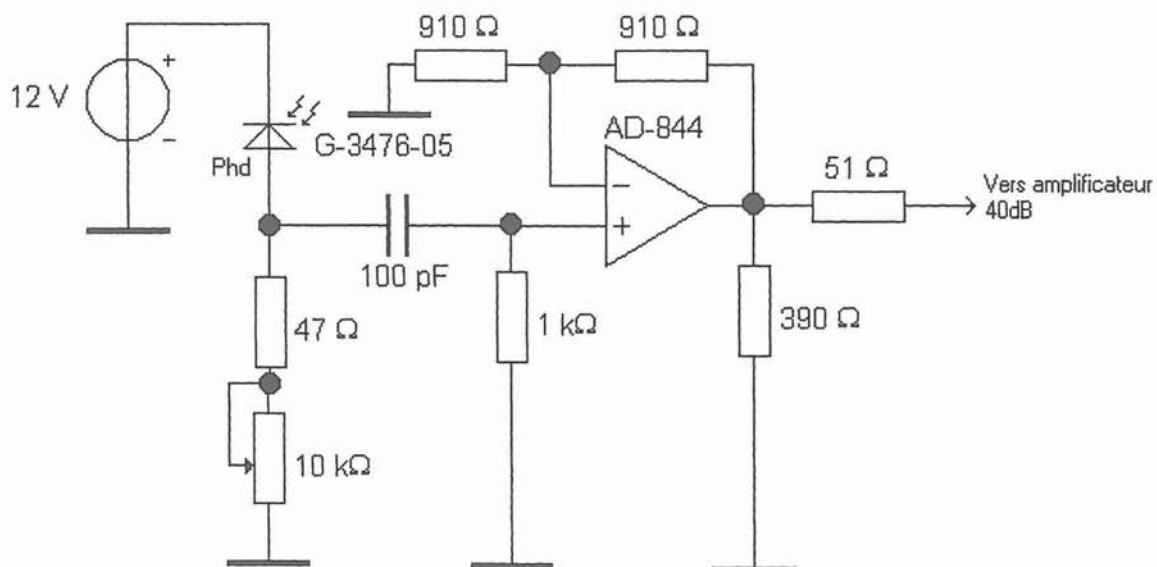 910 Ω
910 Ω
+
12 V
−
Phd
G-3476-05
AD-844
−
+
51 Ω
Vers amplificateur
40dB
100 pF
47 Ω
1 kΩ
390 Ω
10 kΩ